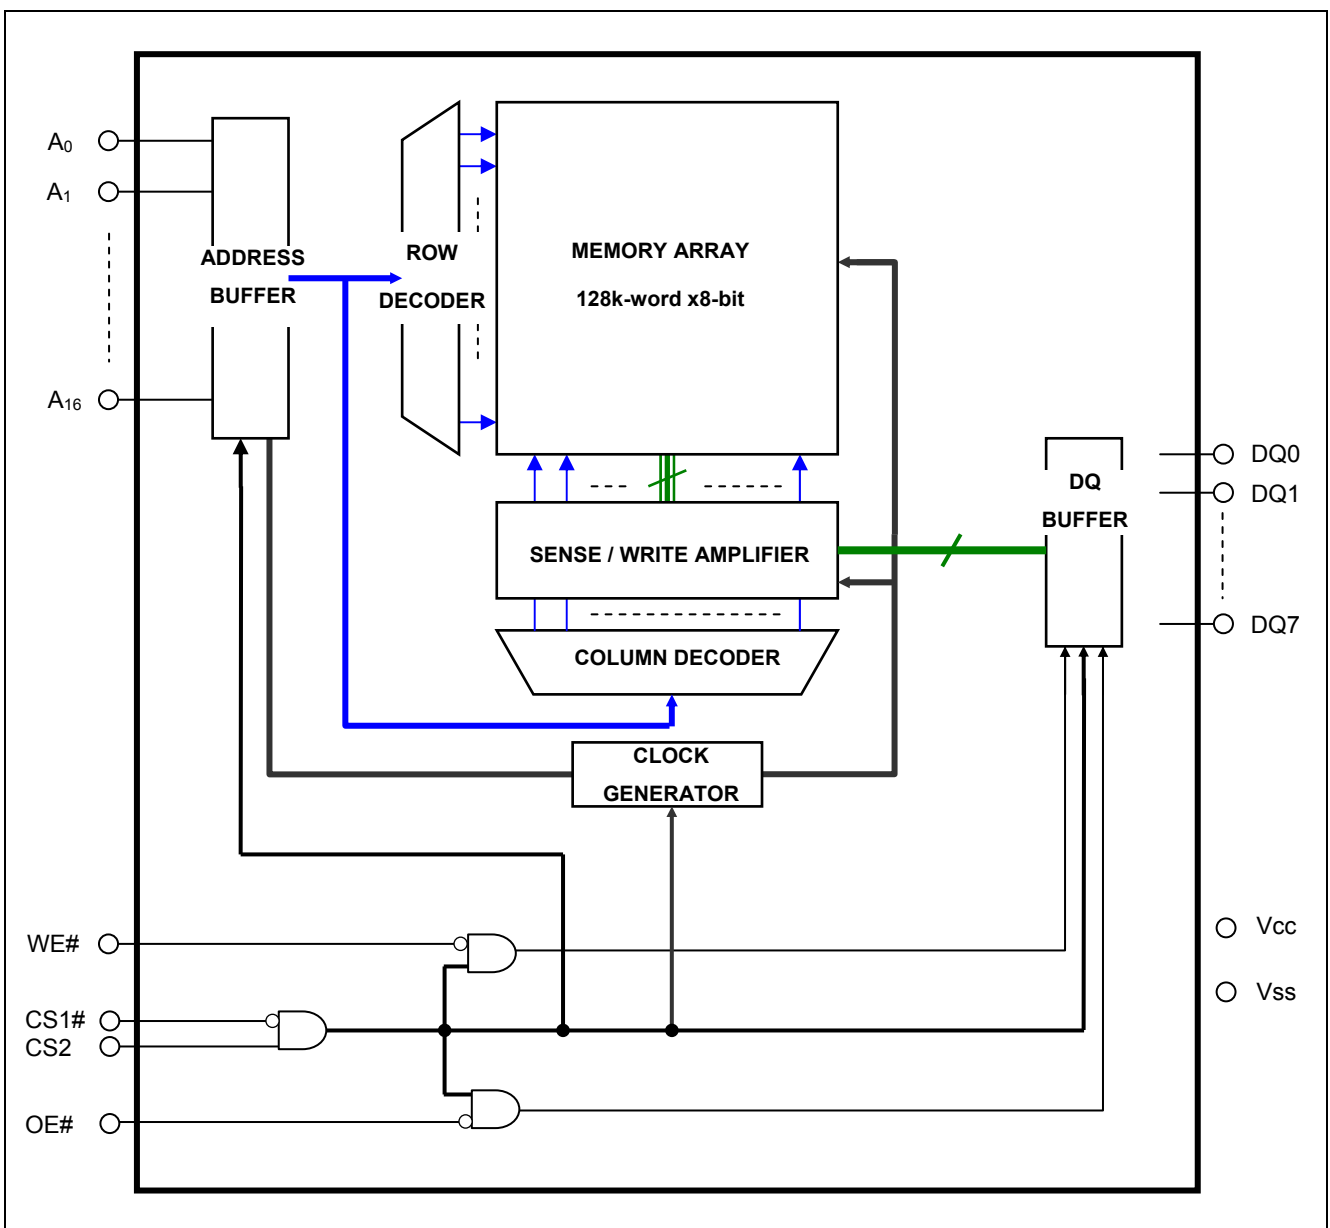 A0
A1
A16
ADDRESS
BUFFER
ROW
DECODER
MEMORY ARRAY
128k-word x8-bit
SENSE / WRITE AMPLIFIER
COLUMN DECODER
CLOCK
GENERATOR
DQ
BUFFER
DQ0
DQ1
DQ7
WE#
CS1#
CS2
OE#
Vcc
Vss